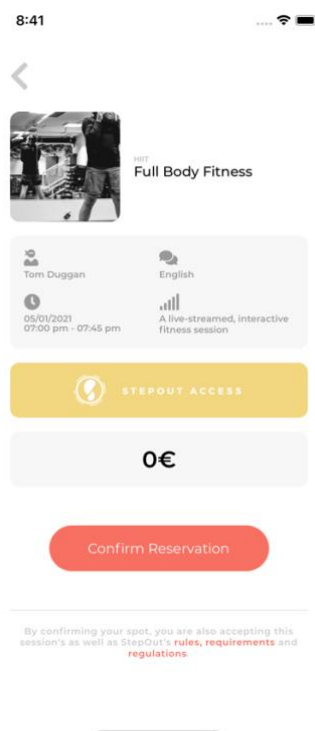 8:41
HIIT
Full Body Fitness
Tom Duggan
English
05/01/2021
07:00 pm - 07:45 pm
A live-streamed, interactive
fitness session
STEPOUT ACCESS
0€
Confirm Reservation
By confirming your spot, you are also accepting this
session's as well as StepOut's rules, requirements and
regulations